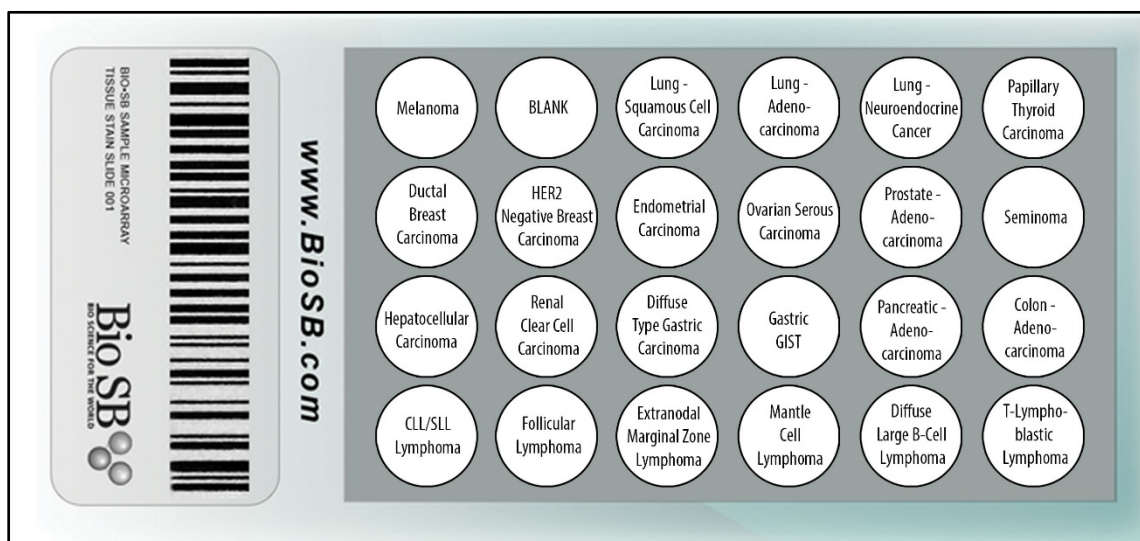 BIO-SB SAMPLE MICROARRAY
TISSUE STAIN SLIDE 001
Bio SB
BIO SCIENCE FOR THE WORLD
www.BioSB.com
Melanoma
BLANK
Lung -
Squamous Cell
Carcinoma
Lung -
Adeno-
carcinoma
Lung -
Neuroendocrine
Cancer
Papillary
Thyroid
Carcinoma
Ductal
Breast
Carcinoma
HER2
Negative Breast
Carcinoma
Endometrial
Carcinoma
Ovarian Serous
Carcinoma
Prostate -
Adeno-
carcinoma
Seminoma
Hepatocellular
Carcinoma
Renal
Clear Cell
Carcinoma
Diffuse
Type Gastric
Carcinoma
Gastric
GIST
Pancreatic -
Adeno-
carcinoma
Colon -
Adeno-
carcinoma
CLL/SLL
Lymphoma
Follicular
Lymphoma
Extranodal
Marginal Zone
Lymphoma
Mantle
Cell
Lymphoma
Diffuse
Large B-Cell
Lymphoma
T-Lympho-
blastic
Lymphoma